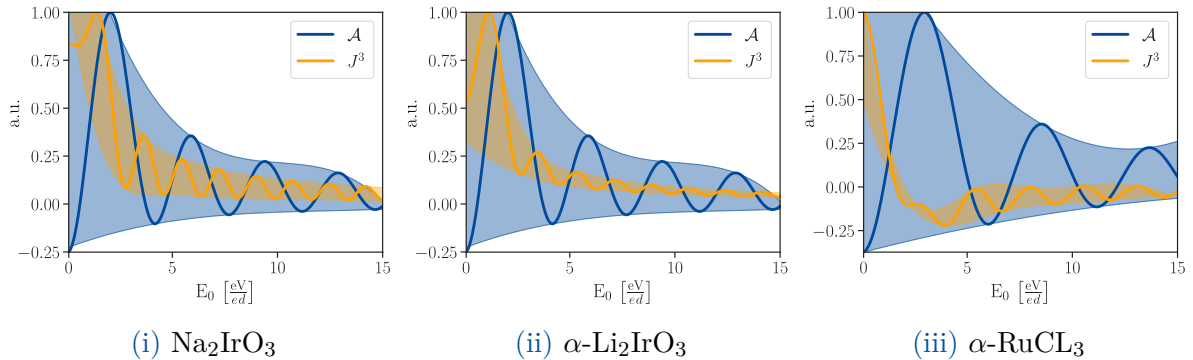 1.00
0.75
0.50
0.25
0.00
−0.25
a.u.
0
5
10
15
E₀ [eV/ed]
𝒜
J³
(i) Na₂IrO₃
1.00
0.75
0.50
0.25
0.00
−0.25
a.u.
0
5
10
15
E₀ [eV/ed]
𝒜
J³
(ii) α-Li₂IrO₃
1.00
0.75
0.50
0.25
0.00
−0.25
a.u.
0
5
10
15
E₀ [eV/ed]
𝒜
J³
(iii) α-RuCL₃